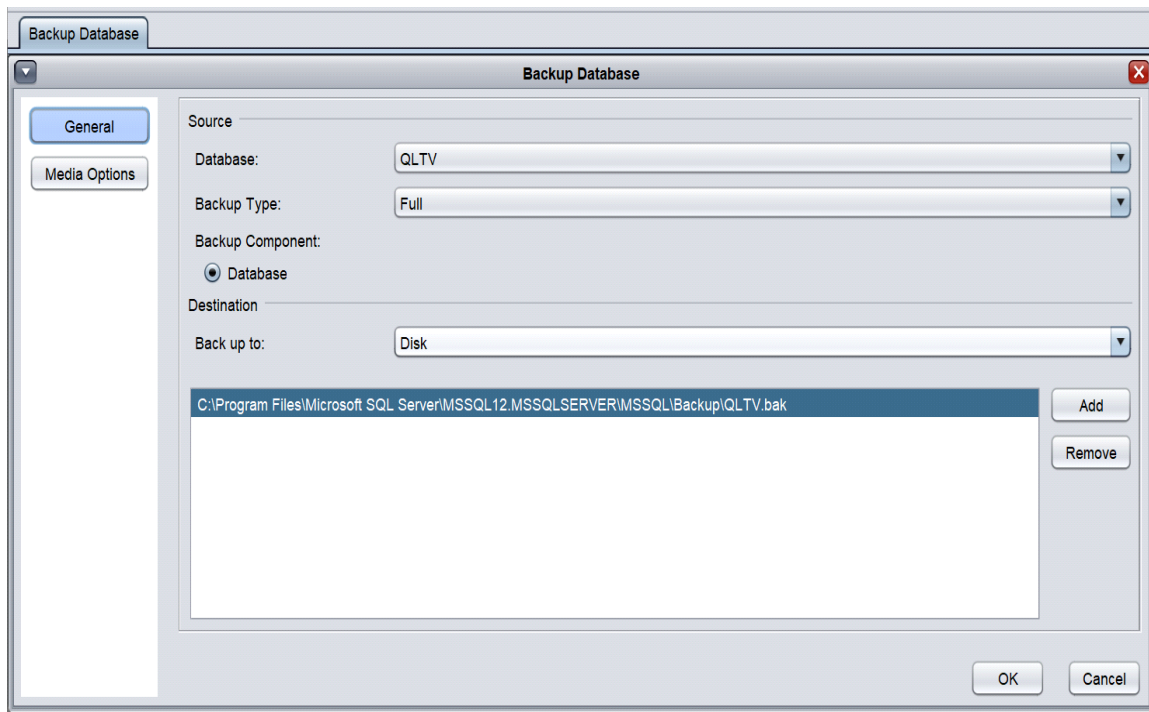 Backup Database
Backup Database
General
Media Options
Source
Database: QLTV
Backup Type: Full
Backup Component:
Database
Destination
Back up to: Disk
C:\Program Files\Microsoft SQL Server\MSSQL12.MSSQLSERVER\MSSQL\Backup\QLTV.bak
Add
Remove
OK Cancel